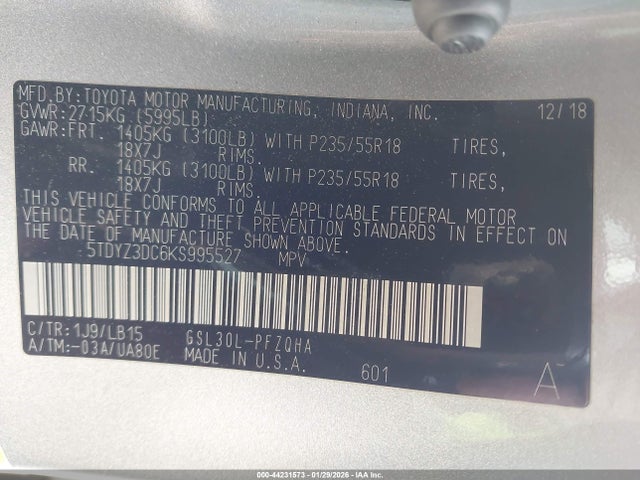 MFD.BY:TOYOTA MOTOR MANUFACTURING, INDIANA, INC. 12/18
GVWR:2715KG (5995LB)
GAWR:FRT. 1405KG (3100LB) WITH P235/55R18 TIRES,
18X7J RIMS.
RR. 1405KG (3100LB) WITH P235/55R18 TIRES,
18X7J RIMS.
THIS VEHICLE CONFORMS TO ALL APPLICABLE FEDERAL MOTOR
VEHICLE SAFETY AND THEFT PREVENTION STANDARDS IN EFFECT ON
THE DATE OF MANUFACTURE SHOWN ABOVE.
5TDYZ3DC6KS995527 MPV
C/TR:1J9/LB15 GSL30L-PFZQHA
A/TM:-03A/UA80E MADE IN U.S.A.
601 A-
000-44231573 - 01/29/2026 - IAA Inc.